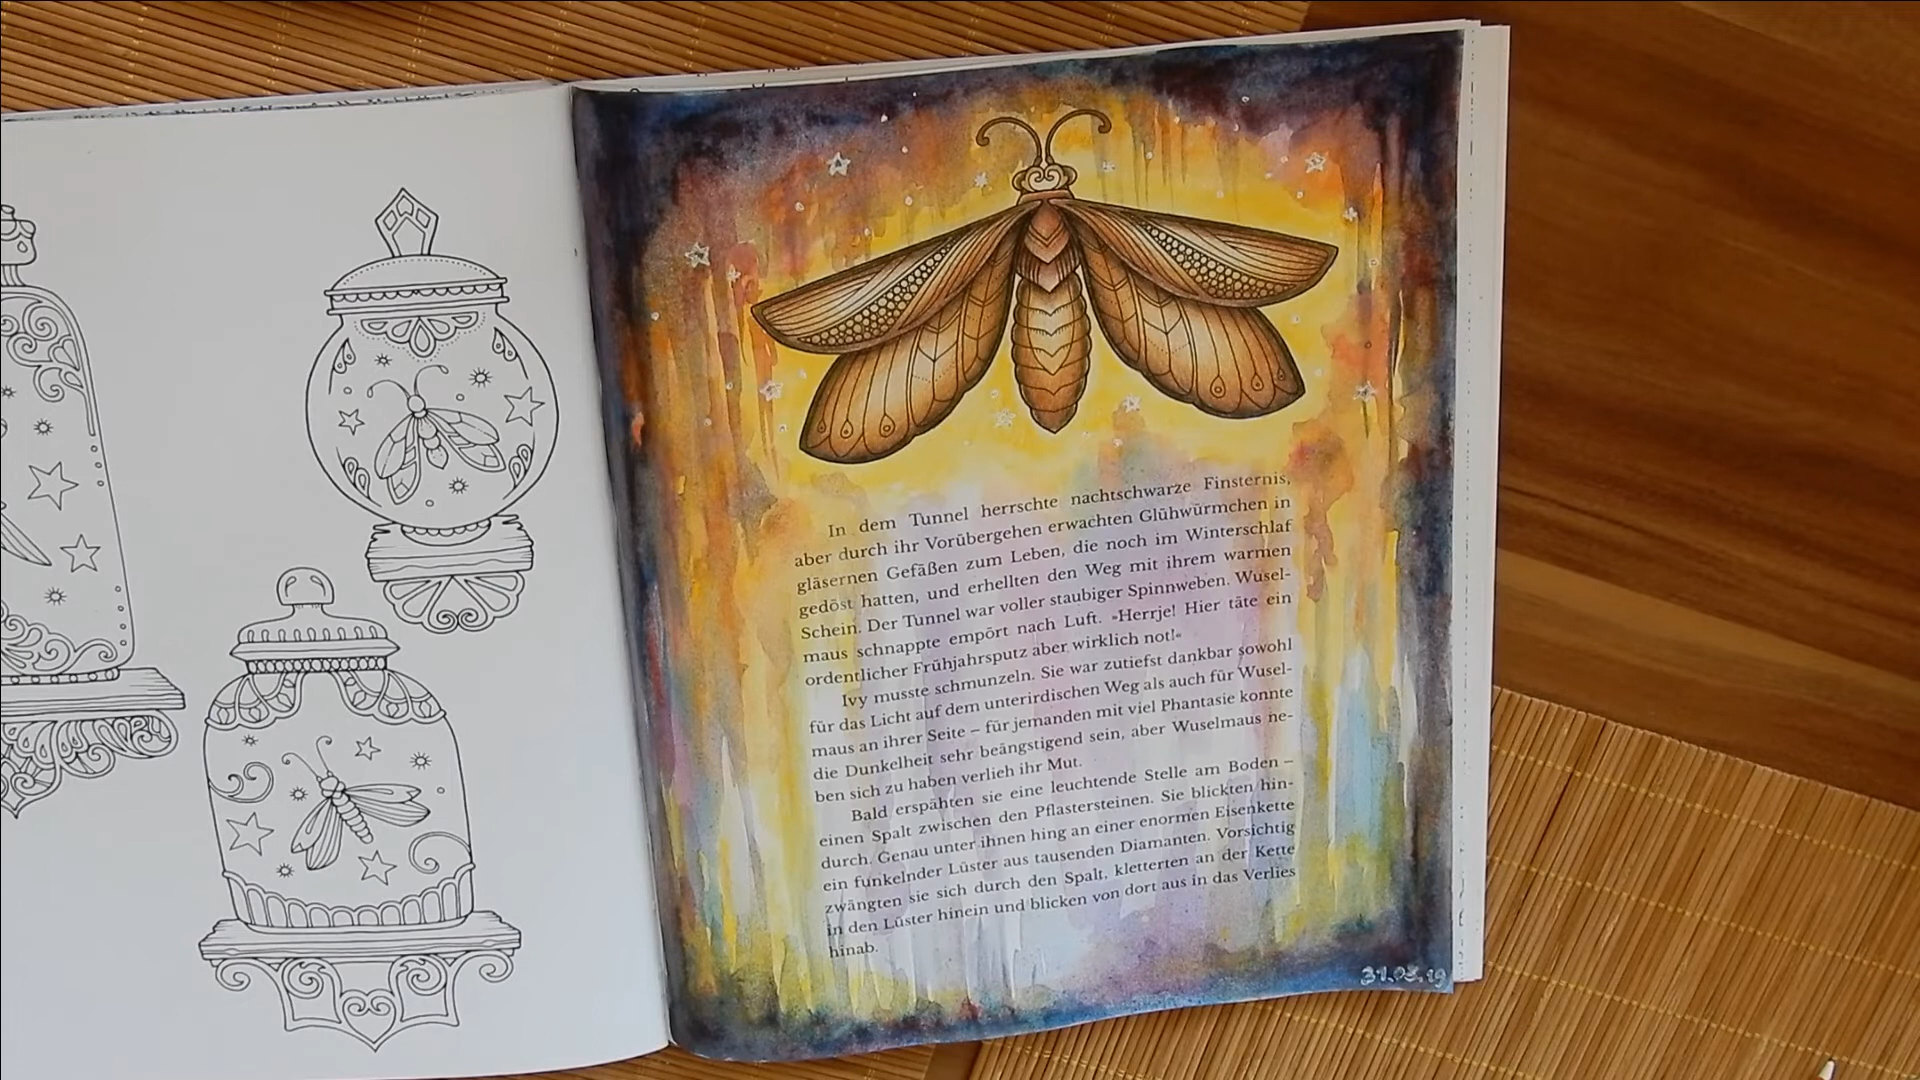 In dem Tunnel herrschte nachtschwarze Finsternis,
aber durch ihr Vorübergehen erwachten Glühwürmchen in
gläsernen Gefäßen zum Leben, die noch im Winterschlaf
gedöst hatten, und erhellten den Weg mit ihrem warmen
Schein. Der Tunnel war voller staubiger Spinnweben. Wusel-
maus schnappte empört nach Luft. »Herrje! Hier täte ein
ordentlicher Frühjahrsputz aber wirklich not!«
Ivy musste schmunzeln. Sie war zutiefst dankbar sowohl
für das Licht auf dem unterirdischen Weg als auch für Wusel-
maus an ihrer Seite – für jemanden mit viel Phantasie konnte
die Dunkelheit sehr beängstigend sein, aber Wuselmaus ne-
ben sich zu haben verlieh ihr Mut.
Bald erspähten sie eine leuchtende Stelle am Boden –
einen Spalt zwischen den Pflastersteinen. Sie blickten hin-
durch. Genau unter ihnen hing an einer enormen Eisenkette
ein funkelnder Lüster aus tausenden Diamanten. Vorsichtig
zwängten sie sich durch den Spalt, kletterten an der Kette
in den Lüster hinein und blicken von dort aus in das Verlies
hinab.